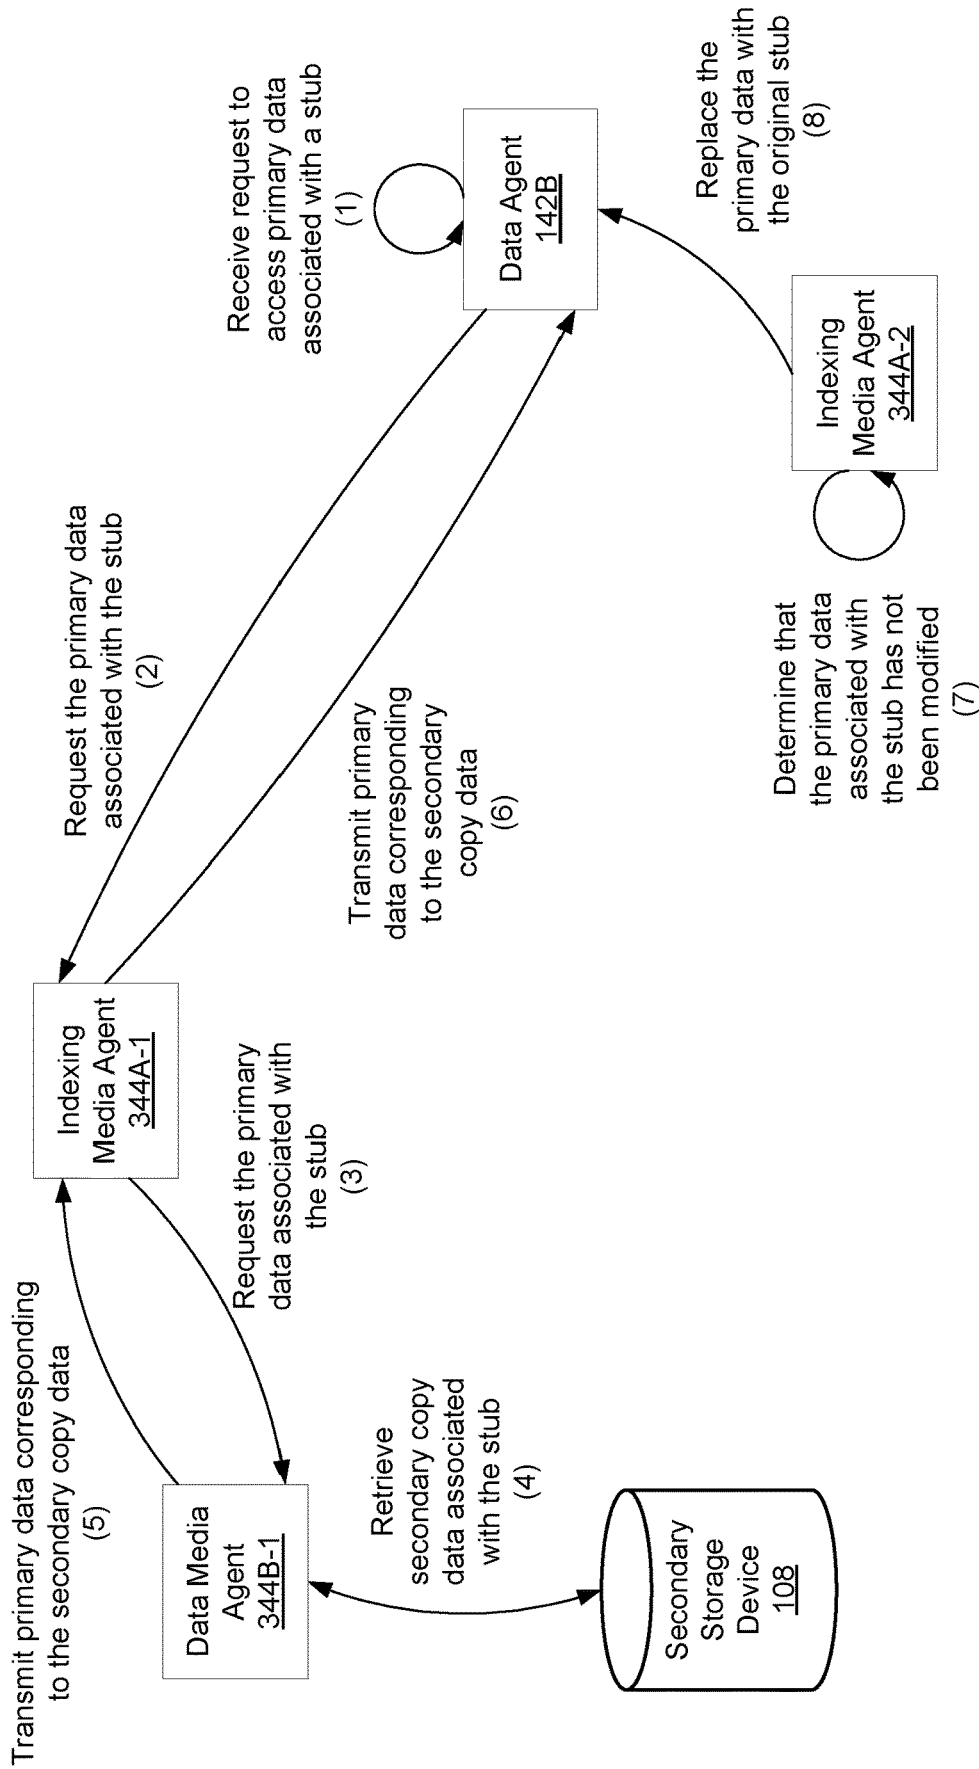 Receive request to
access primary data
associated with a stub
(1)
Data Agent
142B
Request the primary data
associated with the stub
(2)
Indexing
Media Agent
344A-1
Request the primary
data associated with
the stub
(3)
Data Media
Agent
344B-1
Retrieve
secondary copy
data associated
with the stub
(4)
Secondary
Storage
Device
108
Transmit primary data corresponding
to the secondary copy data
(5)
Transmit primary
data corresponding
to the secondary
copy data
(6)
Determine that
the primary data
associated with
the stub has not
been modified
(7)
Indexing
Media Agent
344A-2
Replace the
primary data with
the original stub
(8)